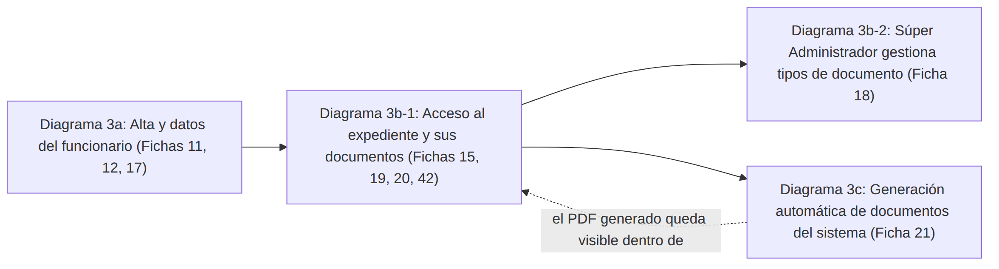 Diagrama 3a: Alta y datos
del funcionario (Fichas 11,
12, 17)
Diagrama 3b-1: Acceso al
expediente y sus
documentos (Fichas 15,
19, 20, 42)
Diagrama 3b-2: Súper
Administrador gestiona
tipos de documento (Ficha
18)
Diagrama 3c: Generación
automática de documentos
del sistema (Ficha 21)
el PDF generado queda
visible dentro de